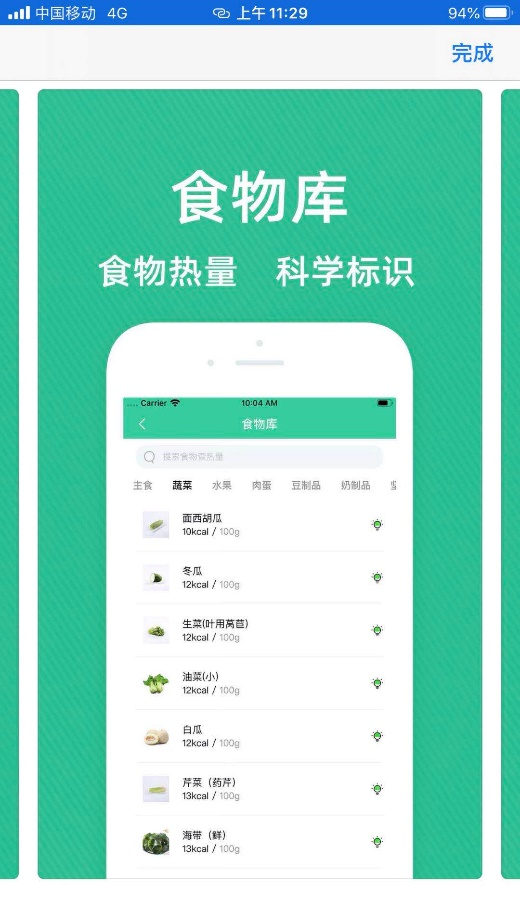 中国移动 4G 上午11:29 94%
完成
食物库
食物热量 科学标识
.... Carrier 10:04 AM
食物库
搜索食物查热量
主食 蔬菜 水果 肉蛋 豆制品 奶制品
面西胡瓜
10kcal / 100g
冬瓜
12kcal / 100g
生菜(叶用莴苣)
12kcal / 100g
油菜(小)
12kcal / 100g
白瓜
12kcal / 100g
芹菜（药芹）
13kcal / 100g
海带（鲜）
13kcal / 100g